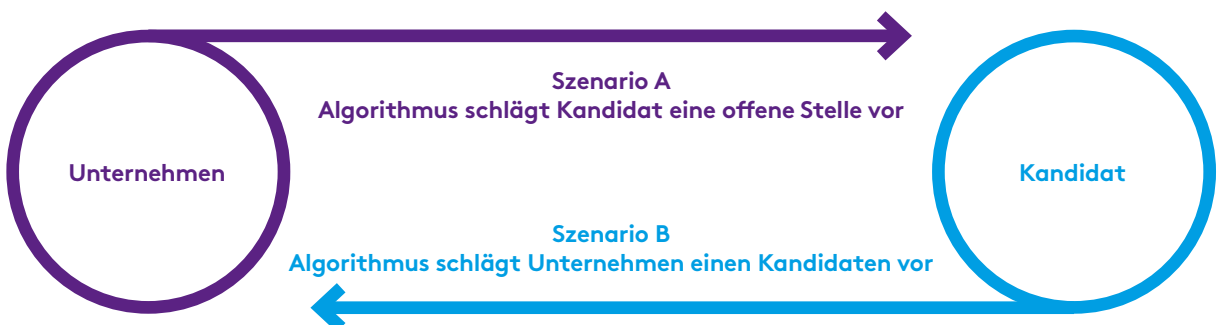 Szenario A
Algorithmus schlägt Kandidat eine offene Stelle vor
Unternehmen
Kandidat
Szenario B
Algorithmus schlägt Unternehmen einen Kandidaten vor